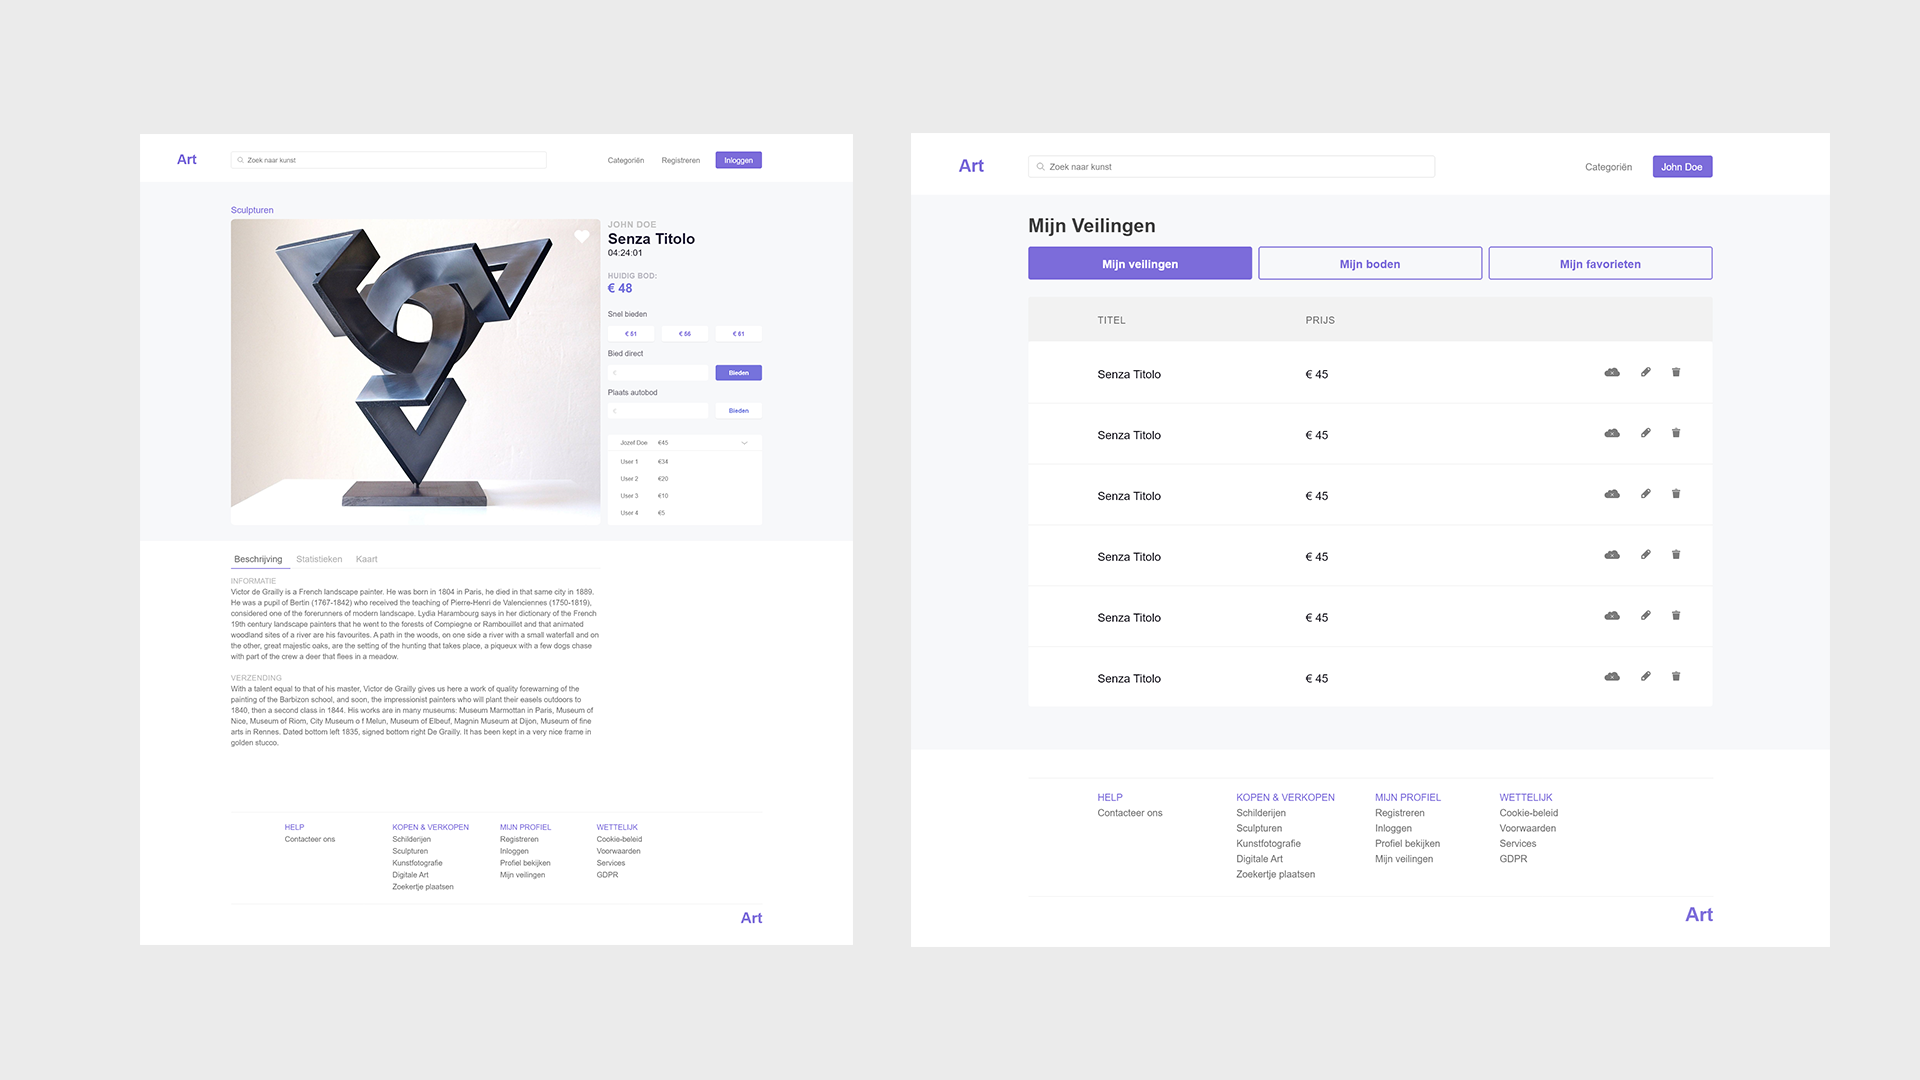 Art
Zoek naar kunst
Categoriën
Registreren
Inloggen
Sculpturen
JOHN DOE
Senza Titolo
04:24:01
HUIDIG BOD:
€ 48
Snel bieden
€ 51
€ 56
€ 61
Bied direct
€
Bieden
Plaats autobod
€
Bieden
Jozef Doe €45
User 1 €34
User 2 €20
User 3 €10
User 4 €5
Beschrijving
Statistieken
Kaart
INFORMATIE
Victor de Grailly is a French landscape painter. He was born in 1804 in Paris, he died in that same city in 1889.
He was a pupil of Bertin (1767-1842) who received the teaching of Pierre-Henri de Valenciennes (1750-1819),
considered one of the forerunners of modern landscape. Lydia Harambourg says in her dictionary of the French
19th century landscape painters that he went to the forests of Compiegne or Rambouillet and that animated
woodland sites of a river are his favourites. A path in the woods, on one side a river with a small waterfall and on
the other, great majestic oaks, are the setting of the hunting that takes place, a piqueux with a few dogs chase
with part of the crew a deer that flees in a meadow.
VERZENDING
With a talent equal to that of his master, Victor de Grailly gives us here a work of quality forewarning of the
painting of the Barbizon school, and soon, the impressionist painters who will plant their easels outdoors to
1840, then a second class in 1844. His works are in many museums: Museum Marmottan in Paris, Museum of
Nice, Museum of Riom, City Museum o f Melun, Museum of Elbeuf, Magnin Museum at Dijon, Museum of fine
arts in Rennes. Dated bottom left 1835, signed bottom right De Grailly. It has been kept in a very nice frame in
golden stucco.
HELP
Contacteer ons
KOPEN & VERKOPEN
Schilderijen
Sculpturen
Kunstfotografie
Digitale Art
Zoekertje plaatsen
MIJN PROFIEL
Registreren
Inloggen
Profiel bekijken
Mijn veilingen
WETTELIJK
Cookie-beleid
Voorwaarden
Services
GDPR
Art
Art
Zoek naar kunst
Categoriën
John Doe
Mijn Veilingen
Mijn veilingen
Mijn boden
Mijn favorieten
TITEL PRIJS
Senza Titolo € 45
Senza Titolo € 45
Senza Titolo € 45
Senza Titolo € 45
Senza Titolo € 45
Senza Titolo € 45
HELP
Contacteer ons
KOPEN & VERKOPEN
Schilderijen
Sculpturen
Kunstfotografie
Digitale Art
Zoekertje plaatsen
MIJN PROFIEL
Registreren
Inloggen
Profiel bekijken
Mijn veilingen
WETTELIJK
Cookie-beleid
Voorwaarden
Services
GDPR
Art